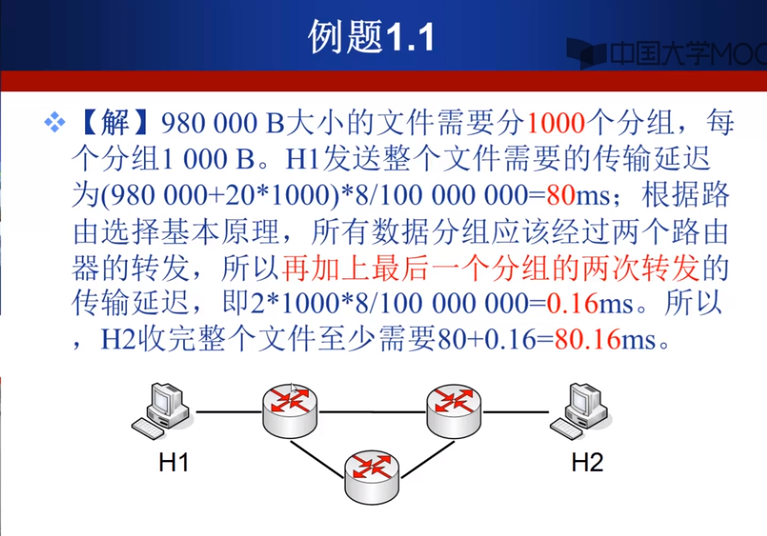 例题1.1
中国大学MOO
【解】980 000 B大小的文件需要分1000个分组，每
个分组1 000 B。H1发送整个文件需要的传输延迟
为(980 000+20*1000)*8/100 000 000=80ms；根据路
由选择基本原理，所有数据分组应该经过两个路由
器的转发，所以再加上最后一个分组的两次转发的
传输延迟，即2*1000*8/100 000 000=0.16ms。所以
，H2收完整个文件至少需要80+0.16=80.16ms。
H1
H2